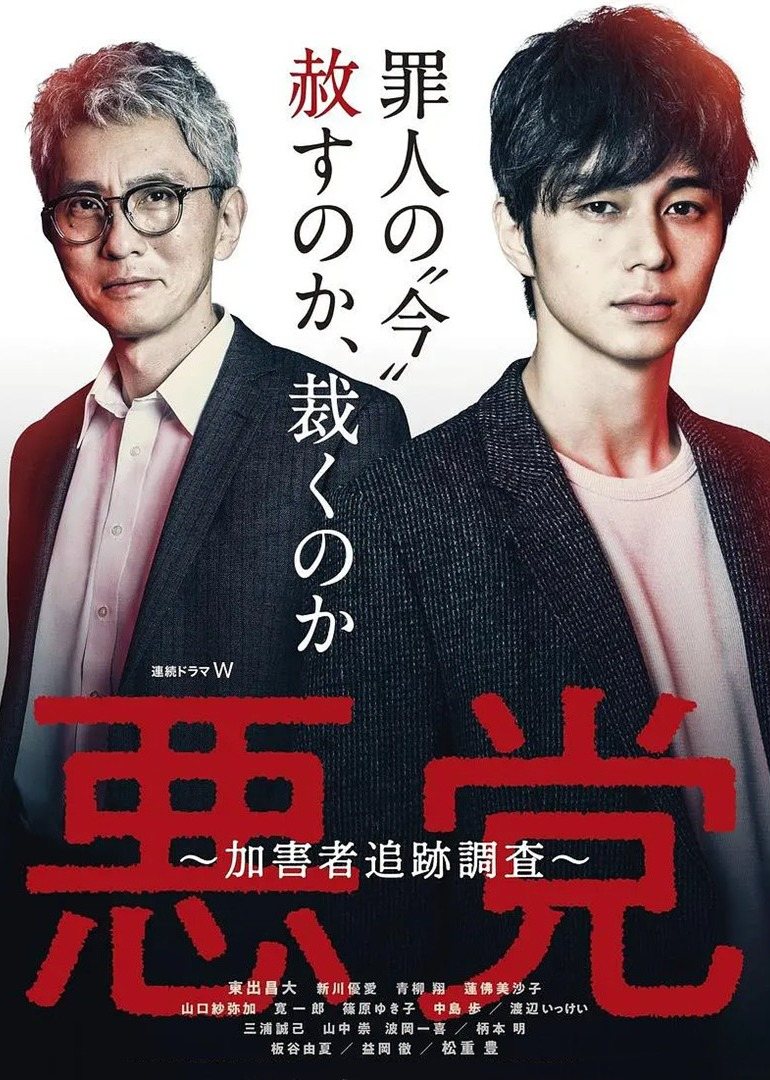 罪人の“今”
赦すのか、裁くのか
連続ドラマW
悪党
～加害者追跡調査～
東出昌大 新川優愛 青柳 翔 蓮佛美沙子
山口紗弥加 寛 一 郎 篠原ゆき子 中島 歩 ／ 渡辺いっけい
三浦誠己 山中 崇 波岡一喜 ／ 柄本 明
板谷由夏 ／ 益岡 徹 ／ 松重 豊